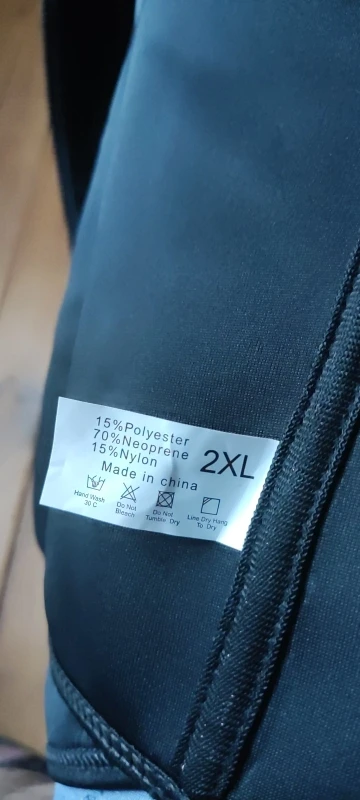 15%Polyester
70%Neoprene
15%Nylon
2XL
Made in china
Hand Wash
30 C
Do Not
Bleach
Do Not
Tumble Dry
Line Dry Hang
To Dry